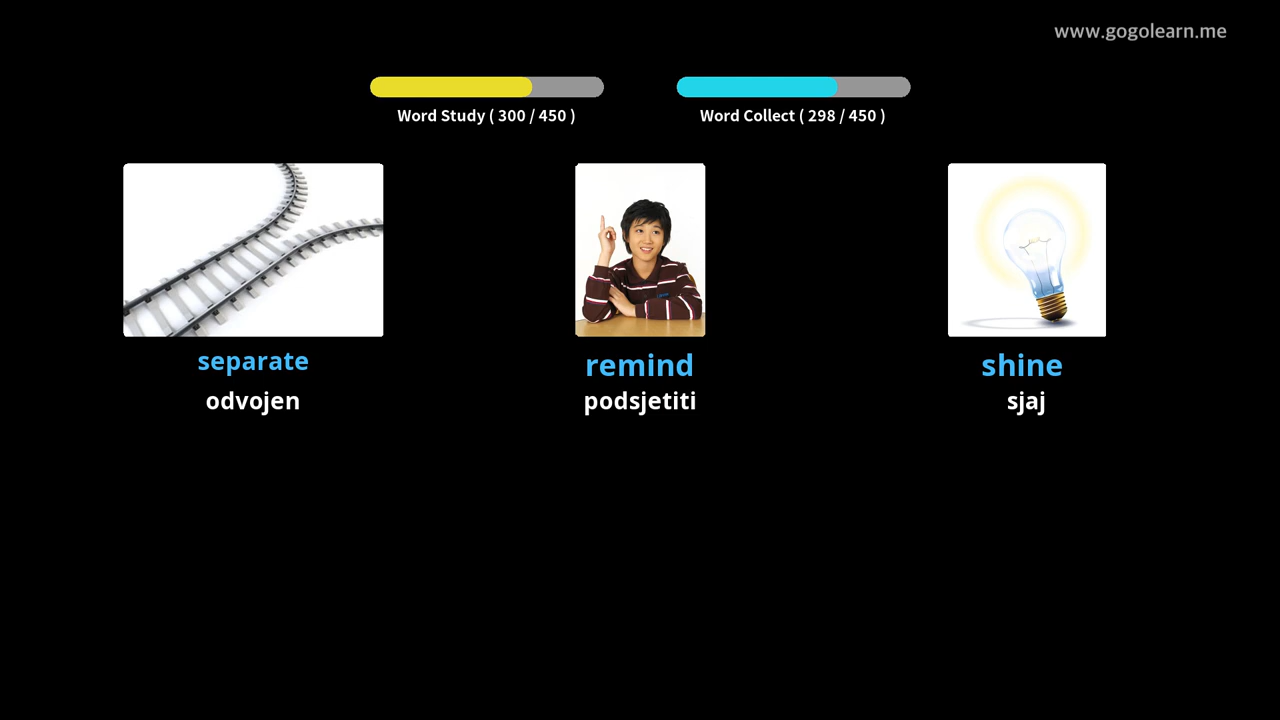 www.gogolearn.me
Word Study ( 300 / 450 )
Word Collect ( 298 / 450 )
separate
odvojen
remind
podsjetiti
shine
sjaj